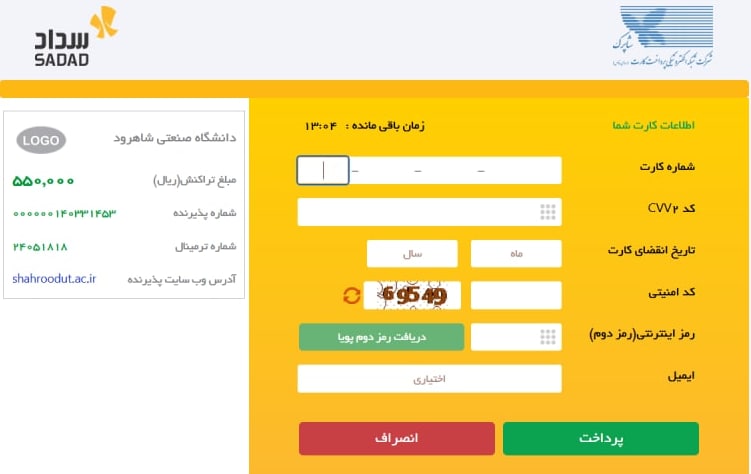 سداد
SADAD
شاپرک
شرکت شبکه الکترونیکی پرداخت کارت
اطلاعات کارت شما
زمان باقی مانده : ۱۳:۰۴
شماره کارت
- - -
کد CVV۲
تاریخ انقضای کارت
ماه
سال
کد امنیتی
رمز اینترنتی(رمز دوم)
دریافت رمز دوم پویا
ایمیل
اختیاری
پرداخت
انصراف
LOGO
دانشگاه صنعتی شاهرود
مبلغ تراکنش(ریال) ۵۵۰,۰۰۰
شماره پذیرنده ۰۰۰۰۰۰۱۴۰۳۳۱۴۵۳
شماره ترمینال ۲۴۰۵۱۸۱۸
آدرس وب سایت پذیرنده shahroodut.ac.ir